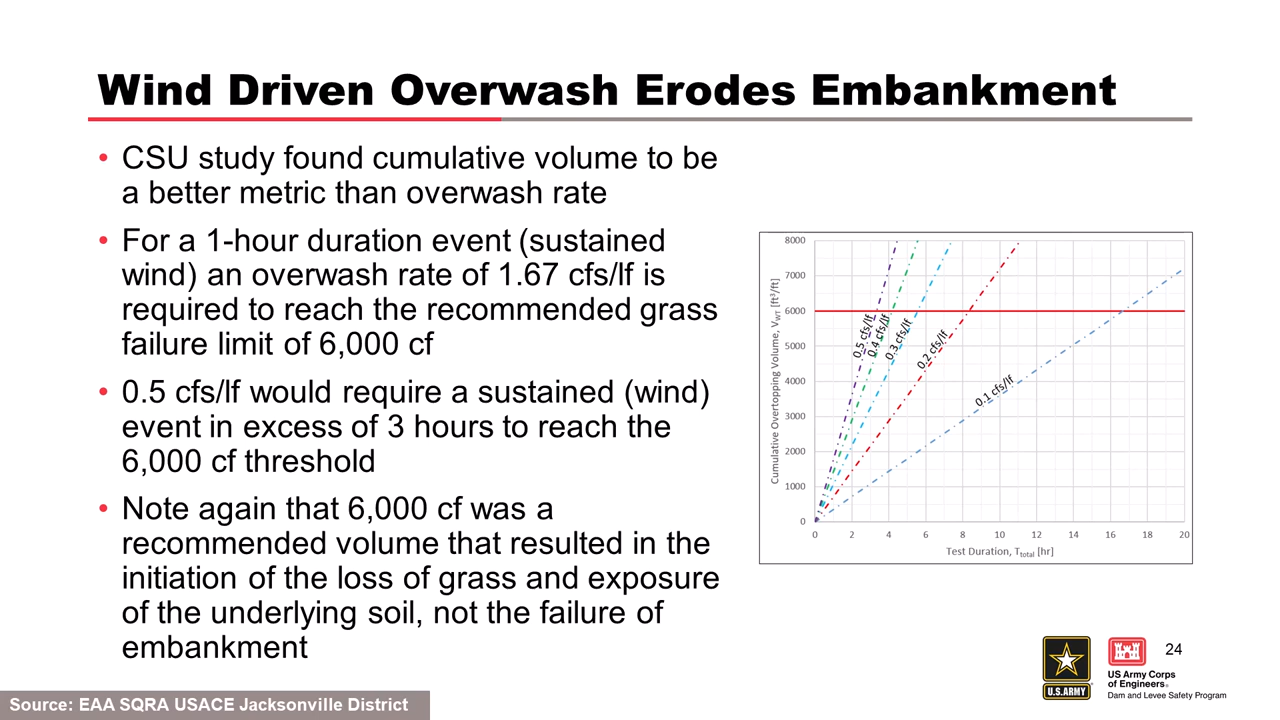 Wind Driven Overwash Erodes Embankment
• CSU study found cumulative volume to be
a better metric than overwash rate
• For a 1-hour duration event (sustained
wind) an overwash rate of 1.67 cfs/lf is
required to reach the recommended grass
failure limit of 6,000 cf
• 0.5 cfs/lf would require a sustained (wind)
event in excess of 3 hours to reach the
6,000 cf threshold
• Note again that 6,000 cf was a
recommended volume that resulted in the
initiation of the loss of grass and exposure
of the underlying soil, not the failure of
embankment
Cumulative Overtopping Volume, VWT [ft³/ft]
8000
7000
6000
5000
4000
3000
2000
1000
0
0.5 cfs/lf
0.4 cfs/lf
0.3 cfs/lf
0.2 cfs/lf
0.1 cfs/lf
0 2 4 6 8 10 12 14 16 18 20
Test Duration, Ttotal [hr]
U.S.ARMY
US Army Corps
of Engineers®
Dam and Levee Safety Program
24
Source: EAA SQRA USACE Jacksonville District